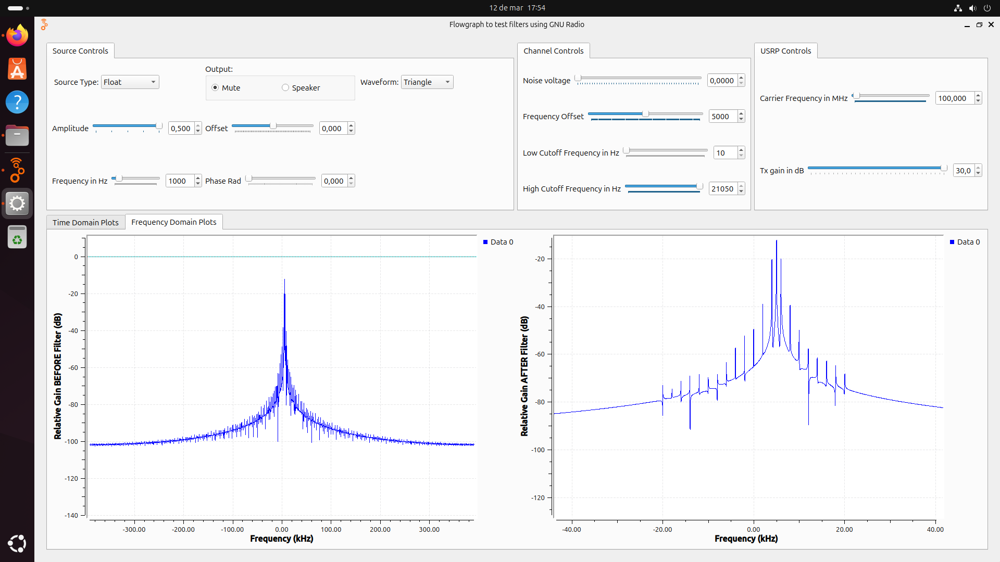 12 de mar 17:54
Flowgraph to test filters using GNU Radio
Source Controls
Source Type: Float
Output:
Mute
Speaker
Waveform: Triangle
Amplitude 0,500
Offset 0,000
Frequency in Hz 1000
Phase Rad 0,000
Channel Controls
Noise voltage 0,0000
Frequency Offset 5000
Low Cutoff Frequency in Hz 10
High Cutoff Frequency in Hz 21050
USRP Controls
Carrier Frequency in MHz 100,000
Tx gain in dB 30,0
Time Domain Plots
Frequency Domain Plots
Relative Gain BEFORE Filter (dB)
0
-20
-40
-60
-80
-100
-120
-140
-300.00 -200.00 -100.00 0.00 100.00 200.00 300.00
Frequency (kHz)
Data 0
Relative Gain AFTER Filter (dB)
-20
-40
-60
-80
-100
-120
-40.00 -20.00 0.00 20.00 40.00
Frequency (kHz)
Data 0